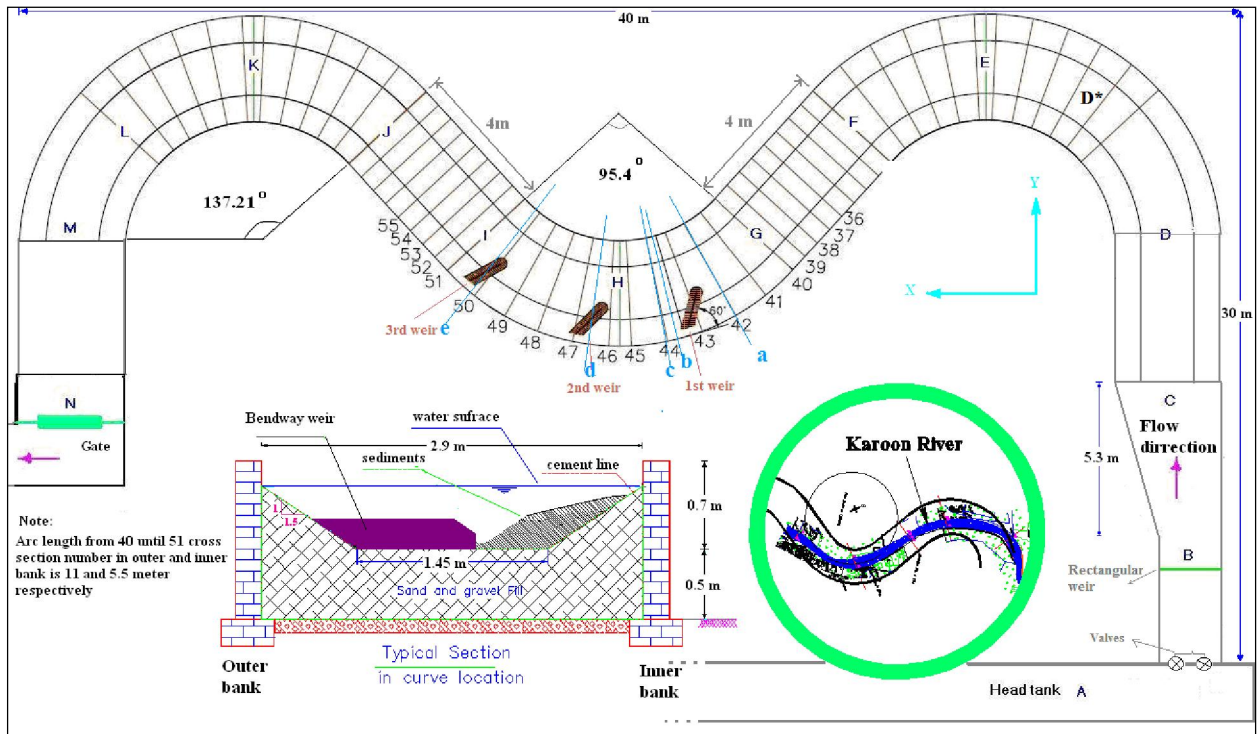 40 m
K
E
D*
L
J
4m
4 m
F
95.4 o
137.21 o
M
I
H
G
D
Y
X
30 m
55
54
53
52
51
50
49
48
47
46
45
44
43
42
41
40
39
38
37
36
60°
3rd weir
e
d
2nd weir
c
b
1st weir
a
N
Gate
C
Flow
dirrection
5.3 m
B
Rectangular
weir
Valves
Head tank A
Bendway weir
water sufrace
2.9 m
sediments
cement line
1
1.5
0.7 m
1.45 m
Sand and gravel Fill
0.5 m
Outer
bank
Typical Section
in curve location
Inner
bank
Karoon River
Note:
Arc length from 40 until 51 cross
section number in outer and inner
bank is 11 and 5.5 meter
respectively